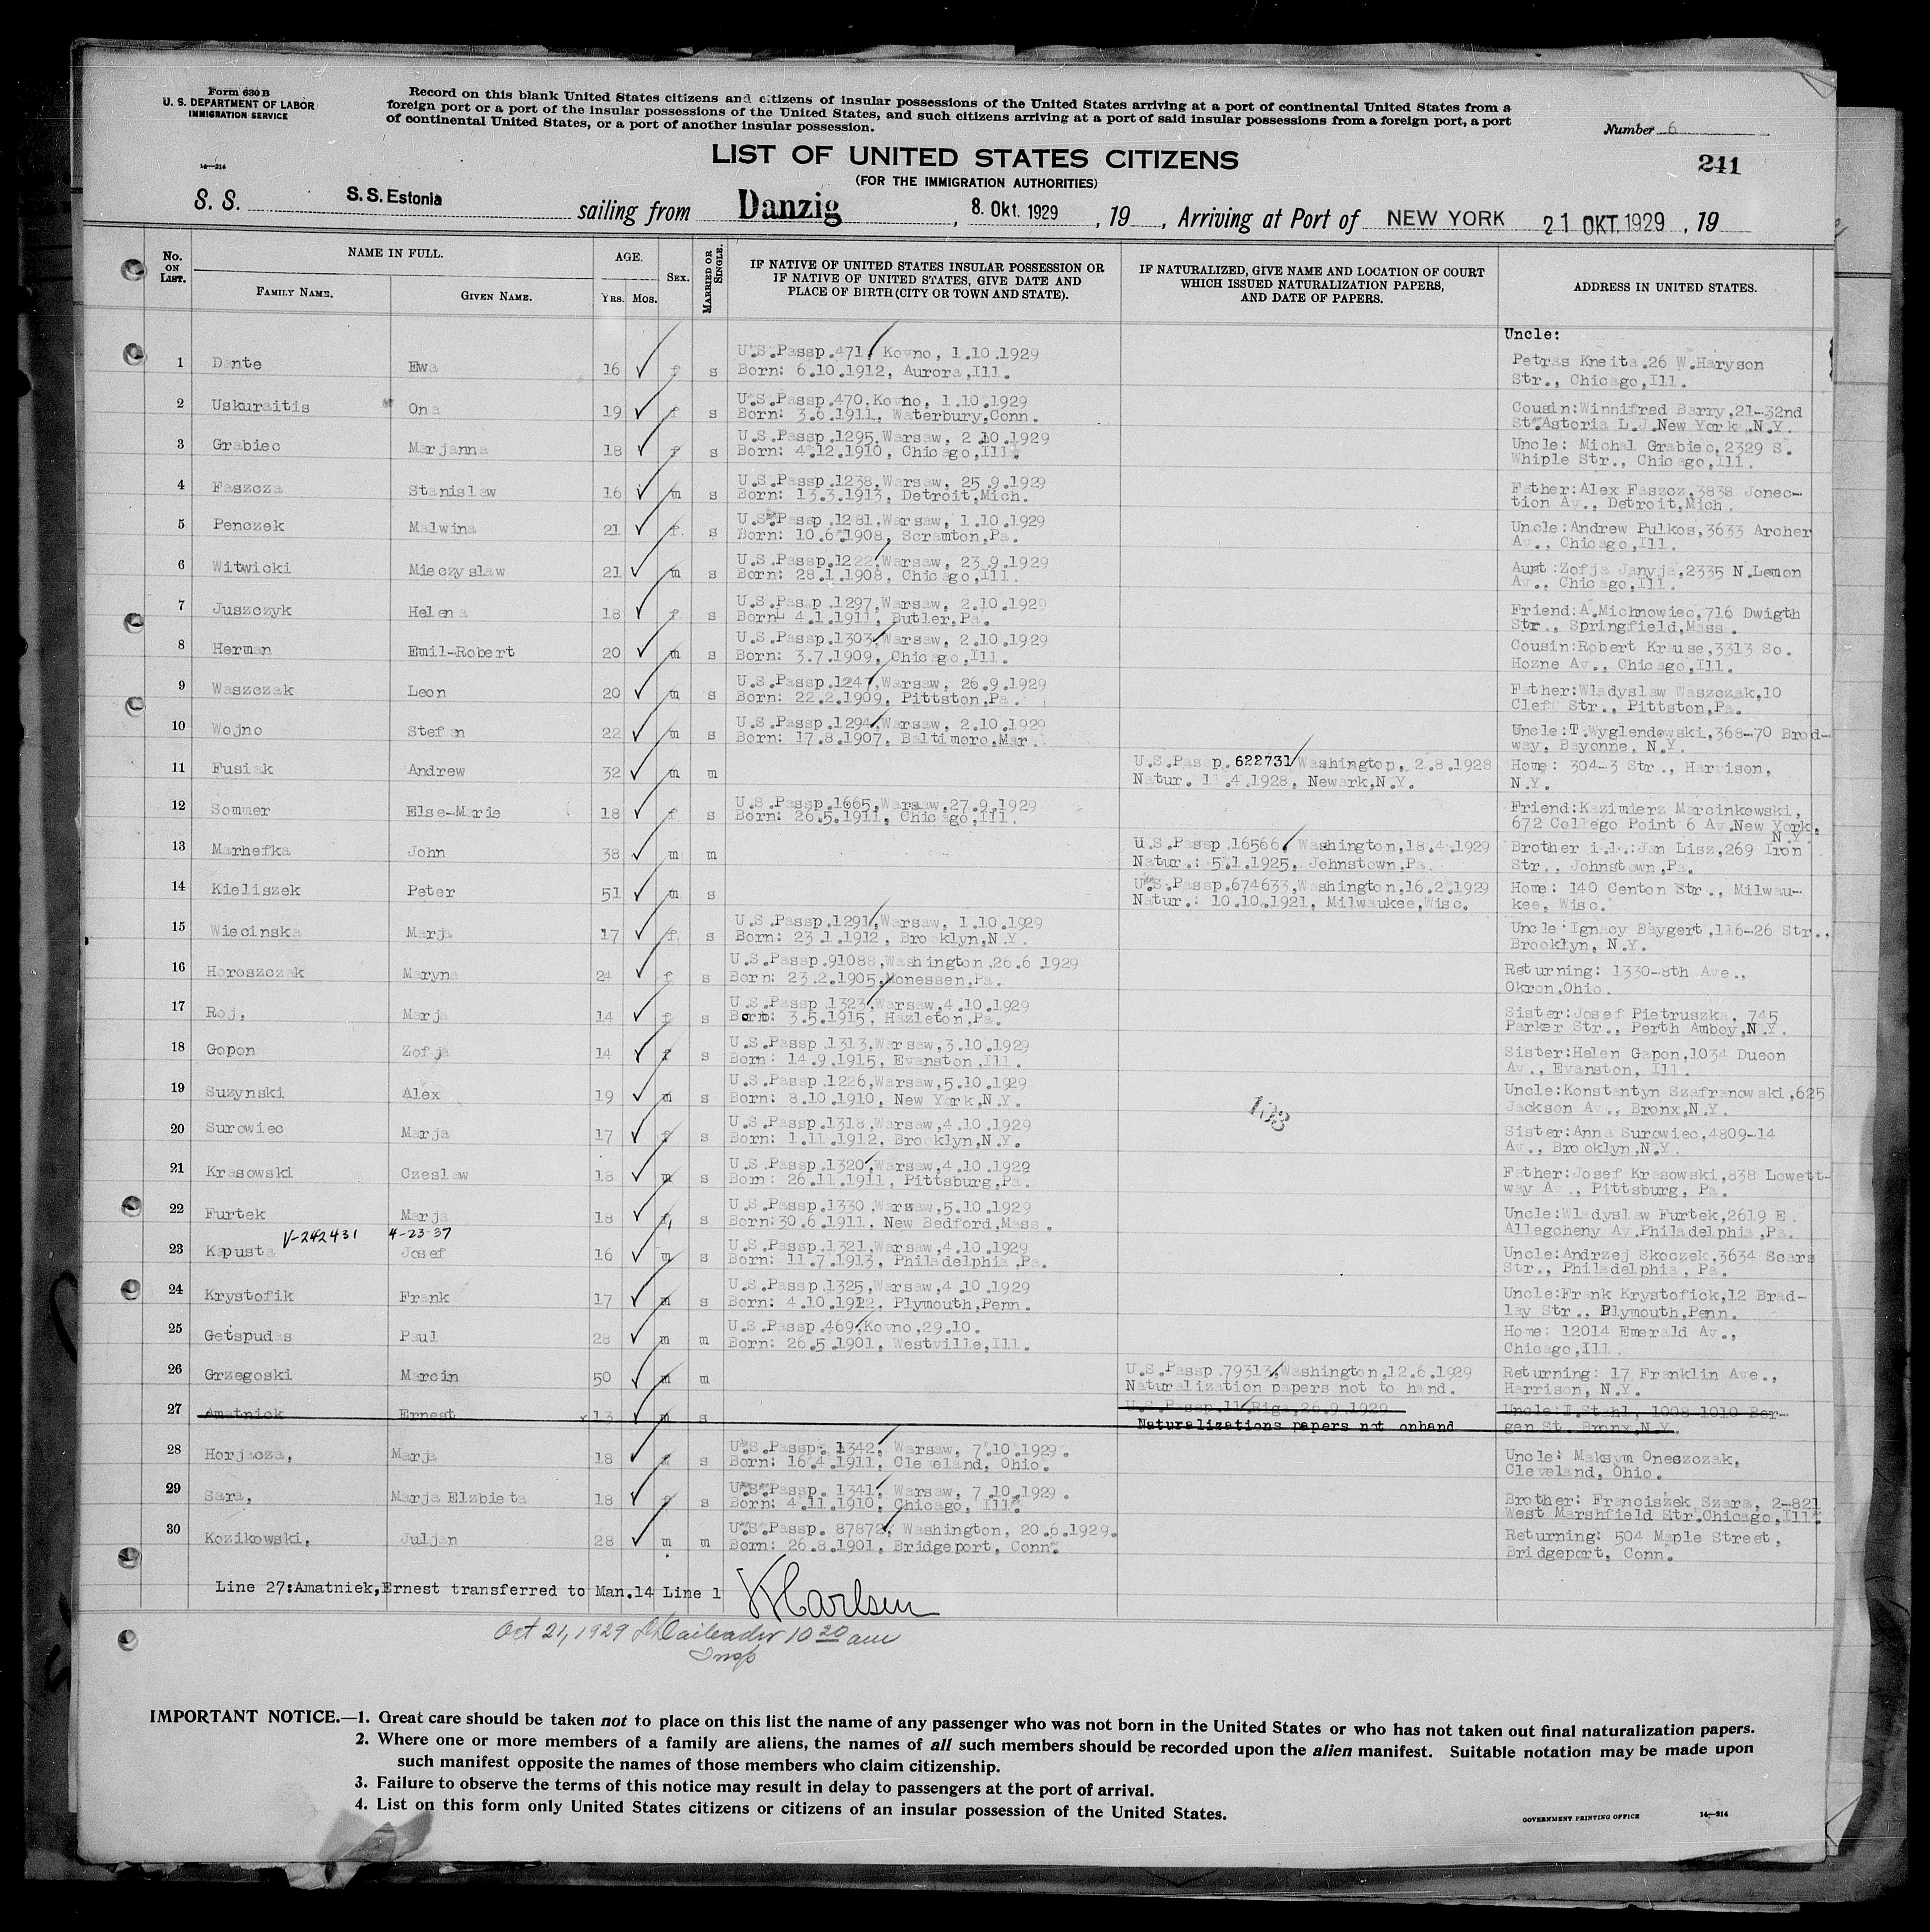 Form 630 B
U. S. DEPARTMENT OF LABOR
IMMIGRATION SERVICE
14—214
Record on this blank United States citizens and citizens of insular possessions of the United States arriving at a port of continental United States from a
foreign port or a port of the insular possessions of the United States, and such citizens arriving at a port of said insular possessions from a foreign port, a port
of continental United States, or a port of another insular possession.
Number 6
LIST OF UNITED STATES CITIZENS
241
(FOR THE IMMIGRATION AUTHORITIES)
S. S. S. S. Estonia sailing from Danzig, 8. Okt. 1929, 19, Arriving at Port of NEW YORK 21 OKT. 1929, 19
No. ON LIST.
NAME IN FULL.
FAMILY NAME. GIVEN NAME.
AGE.
YRS. MOS.
SEX.
MARRIED OR SINGLE.
IF NATIVE OF UNITED STATES INSULAR POSSESSION OR
IF NATIVE OF UNITED STATES, GIVE DATE AND
PLACE OF BIRTH (CITY OR TOWN AND STATE).
IF NATURALIZED, GIVE NAME AND LOCATION OF COURT
WHICH ISSUED NATURALIZATION PAPERS,
AND DATE OF PAPERS.
ADDRESS IN UNITED STATES.
Uncle:
1 Dante Ewa 16 f s U.S.Passp.471, Kovno, 1.10.1929 Petras Kneita.26 W.Haryson
Born: 6.10.1912, Aurora,Ill. Str., Chicago,Ill.
2 Uskuraitis Ona 19 f s U.S.Passp.470,Kovno, 1.10.1929 Cousin:Winnifred Barry,21-32nd
Born: 3.6.1911, Waterbury,Conn. St.Astoria L.J.New York.N.Y.
3 Grabiec Marjanna 18 f s U.S.Passp.1295,Warsaw, 2.10.1929 Uncle: Michal Grabiec,2329 S.
Born: 4.12.1910, Chicago,Ill. Whiple Str., Chicago,Ill.
4 Faszcza Stanislaw 16 m s U.S.Passp.1238,Warsaw, 25.9.1929 Father:Alex Faszcz,3838 Jonec-
Born: 13.3.1913, Detroit,Mich. tion Av., Detroit,Mich.
5 Penczek Malwina 21 f s U.S.Passp.1281,Warsaw, 1.10.1929 Uncle:Andrew Pulkos,3633 Archer
Born: 10.6.1908, Scramton,Pa. Av., Chicago,Ill.
6 Witwicki Mieczyslaw 21 m s U.S.Passp.1222,Warsaw, 23.9.1929 Aunt:Zofja Janyja,2335 N.Lemon
Born: 28.1.1908, Chicago,Ill. Av., Chicago,Ill.
7 Juszczyk Helena 18 f s U.S.Passp.1297,Warsaw, 2.10.1929 Friend:A.Michnowiec,716 Dwigth
Born 4.1.1911, Butler,Pa. Str., Springfield,Mass.
8 Herman Emil-Robert 20 m s U.S.Passp.1303,Warsaw, 2.10.1929 Cousin:Robert Krause,3313 So.
Born: 3.7.1909, Chicago,Ill. Hozne Av., Chicago,Ill.
9 Waszczak Leon 20 m s U.S.Passp.1247,Warsaw, 26.9.1929 Father:Wladyslaw Waszczak,10
Born: 22.2.1909, Pittston,Pa. Cleff Str., Pittston,Pa.
10 Wojno Stefan 22 m s U.S.Passp.1294,Warsaw, 2.10.1929 Uncle:T.Wyglendowski,368-70 Brod-
Born: 17.8.1907, Baltimore,Mar. way, Bayonne, N.Y.
11 Fusiak Andrew 32 m m U.S.Passp.622731,Washington, 2.8.1928 Home: 304-3 Str., Harrison,
Natur. 11.4.1928, Newark,N.Y. N.Y.
12 Sommer Else-Marie 18 f s U.S.Passp.1665,Warsaw,27.9.1929 Friend:Kazimierz Marcinkowski,
Born: 26.5.1911, Chicago,Ill. 672 College Point 6 Av.New York,
N.Y.
13 Marhefka John 38 m m U.S.Passp.16566, Washington,18.4.1929 Brother i.l.:Jan Lisz,269 Iron
Natur.: 5.1.1925, Johnstown,Pa. Str., Johnstown,Pa.
14 Kieliszek Peter 51 m s U.S.Passp.674633,Washington,16.2.1929 Home: 140 Centon Str., Milwau-
Natur.: 10.10.1921, Milwaukee,Wisc. kee, Wisc.
15 Wiecinska Marja 17 f s U.S.Passp.1291,Warsaw, 1.10.1929 Uncle:Ignacy Baygert,116-26 Str.,
Born: 23.1.1912, Brooklyn,N.Y. Brooklyn, N.Y.
16 Horoszczak Maryna 24 f s U.S.Passp.91088,Washington,26.6.1929 Returning: 1330-8th Ave.,
Born: 23.2.1905,Monessen,Pa. Okron,Ohio.
17 Roj, Marja 14 f s U.S.Passp.1323,Warsaw,4.10.1929 Sister:Josef Pietruszka, 745
Born: 3.5.1915, Hazleton,Pa. Parker Str., Perth Amboy,N.Y.
18 Gopon Zofja 14 f s U.S.Passp.1313,Warsaw,3.10.1929 Sister:Helen Gapon,1034 Dueon
Born: 14.9.1915, Evanston,Ill. Av., Evanston, Ill.
19 Suzynski Alex 19 m s U.S.Passp.1226,Warsaw,5.10.1929 Uncle:Konstantyn Szafranowski,625
Born: 8.10.1910, New York,N.Y. Jackson Av., Bronx,N.Y.
103
20 Surowiec Marja 17 f s U.S.Passp.1318,Warsaw,4.10.1929 Sister:Anna Surowiec,4809-14
Born: 1.11.1912, Brooklyn,N.Y. Av., Brooklyn,N.Y.
21 Krasowski Czeslaw 18 m s U.S.Passp.1320,Warsaw,4.10.1929 Father:Josef Krasowski,838 Lowett-
Born: 26.11.1911, Pittsburg,Pa. way Av., Pittsburg, Pa.
22 Furtek Marja 18 f s U.S.Passp.1330,Warsaw,5.10.1929 Uncle:Wladyslaw Furtek,2619 E.
Born:30.6.1911, New Bedford,Mass. Allegcheny Av.Philadelphia,Pa.
V-242431 4-23-37
23 Kapusta Josef 16 m s U.S.Passp.1321,Warsaw,4.10.1929 Uncle:Andrzej Skoczek,3634 Scars
Born: 11.7.1913, Philadelphia,Pa. Str., Philadelphia, Pa.
24 Krystofik Frank 17 m s U.S.Passp.1325,Warsaw,4.10.1929 Uncle:Frank Krystofick,12 Brad-
Born: 4.10.1912, Plymouth,Penn. lay Str., Plymouth,Penn.
25 Getspudas Paul 28 m m U.S.Passp.469,Kovno,29.10. Home: 12014 Emerald Av.,
Born: 26.5.1901, Westville,Ill. Chicago,Ill.
26 Grzegoski Marcin 50 m m U.S.Passp.79313,Washington,12.6.1929 Returning: 17 Franklin Ave.,
Naturalization papers not to hand. Harrison, N.Y.
27 Amatnick Ernest x13 m s U.S.Passp.11,Riga,26.9.1929 Uncle:I.Stahl, 1008-1010 Ber-
Naturalizations papers not onhand gen St. Bronx,N.Y.
28 Horjacza, Marja 18 f s U.S.Passp. 1342, Warsaw, 7.10.1929. Uncle: Maksym Oneszczak,
Born: 16.4.1911, Cleveland, Ohio. Cleveland, Ohio.
29 Sara, Marja Elzbieta 18 f s U.S.Passp. 1341, Warsaw, 7.10.1929. Brother: Franciszek Szara, 2-821
Born: 4.11.1910, Chicago, Ill. West Marshfield Str.Chicago,Ill.
30 Kozikowski, Juljan 28 m m U.S.Passp. 87872, Washington, 20.6.1929. Returning: 504 Maple Street,
Born: 26.8.1901, Bridgeport, Conn. Bridgeport, Conn.
Line 27:Amatniek,Ernest transferred to Man.14 Line 1
Oct 21, 1929 10 20 am
Insp
IMPORTANT NOTICE.—1. Great care should be taken not to place on this list the name of any passenger who was not born in the United States or who has not taken out final naturalization papers.
2. Where one or more members of a family are aliens, the names of all such members should be recorded upon the alien manifest. Suitable notation may be made upon
such manifest opposite the names of those members who claim citizenship.
3. Failure to observe the terms of this notice may result in delay to passengers at the port of arrival.
4. List on this form only United States citizens or citizens of an insular possession of the United States.
GOVERNMENT PRINTING OFFICE 14—214